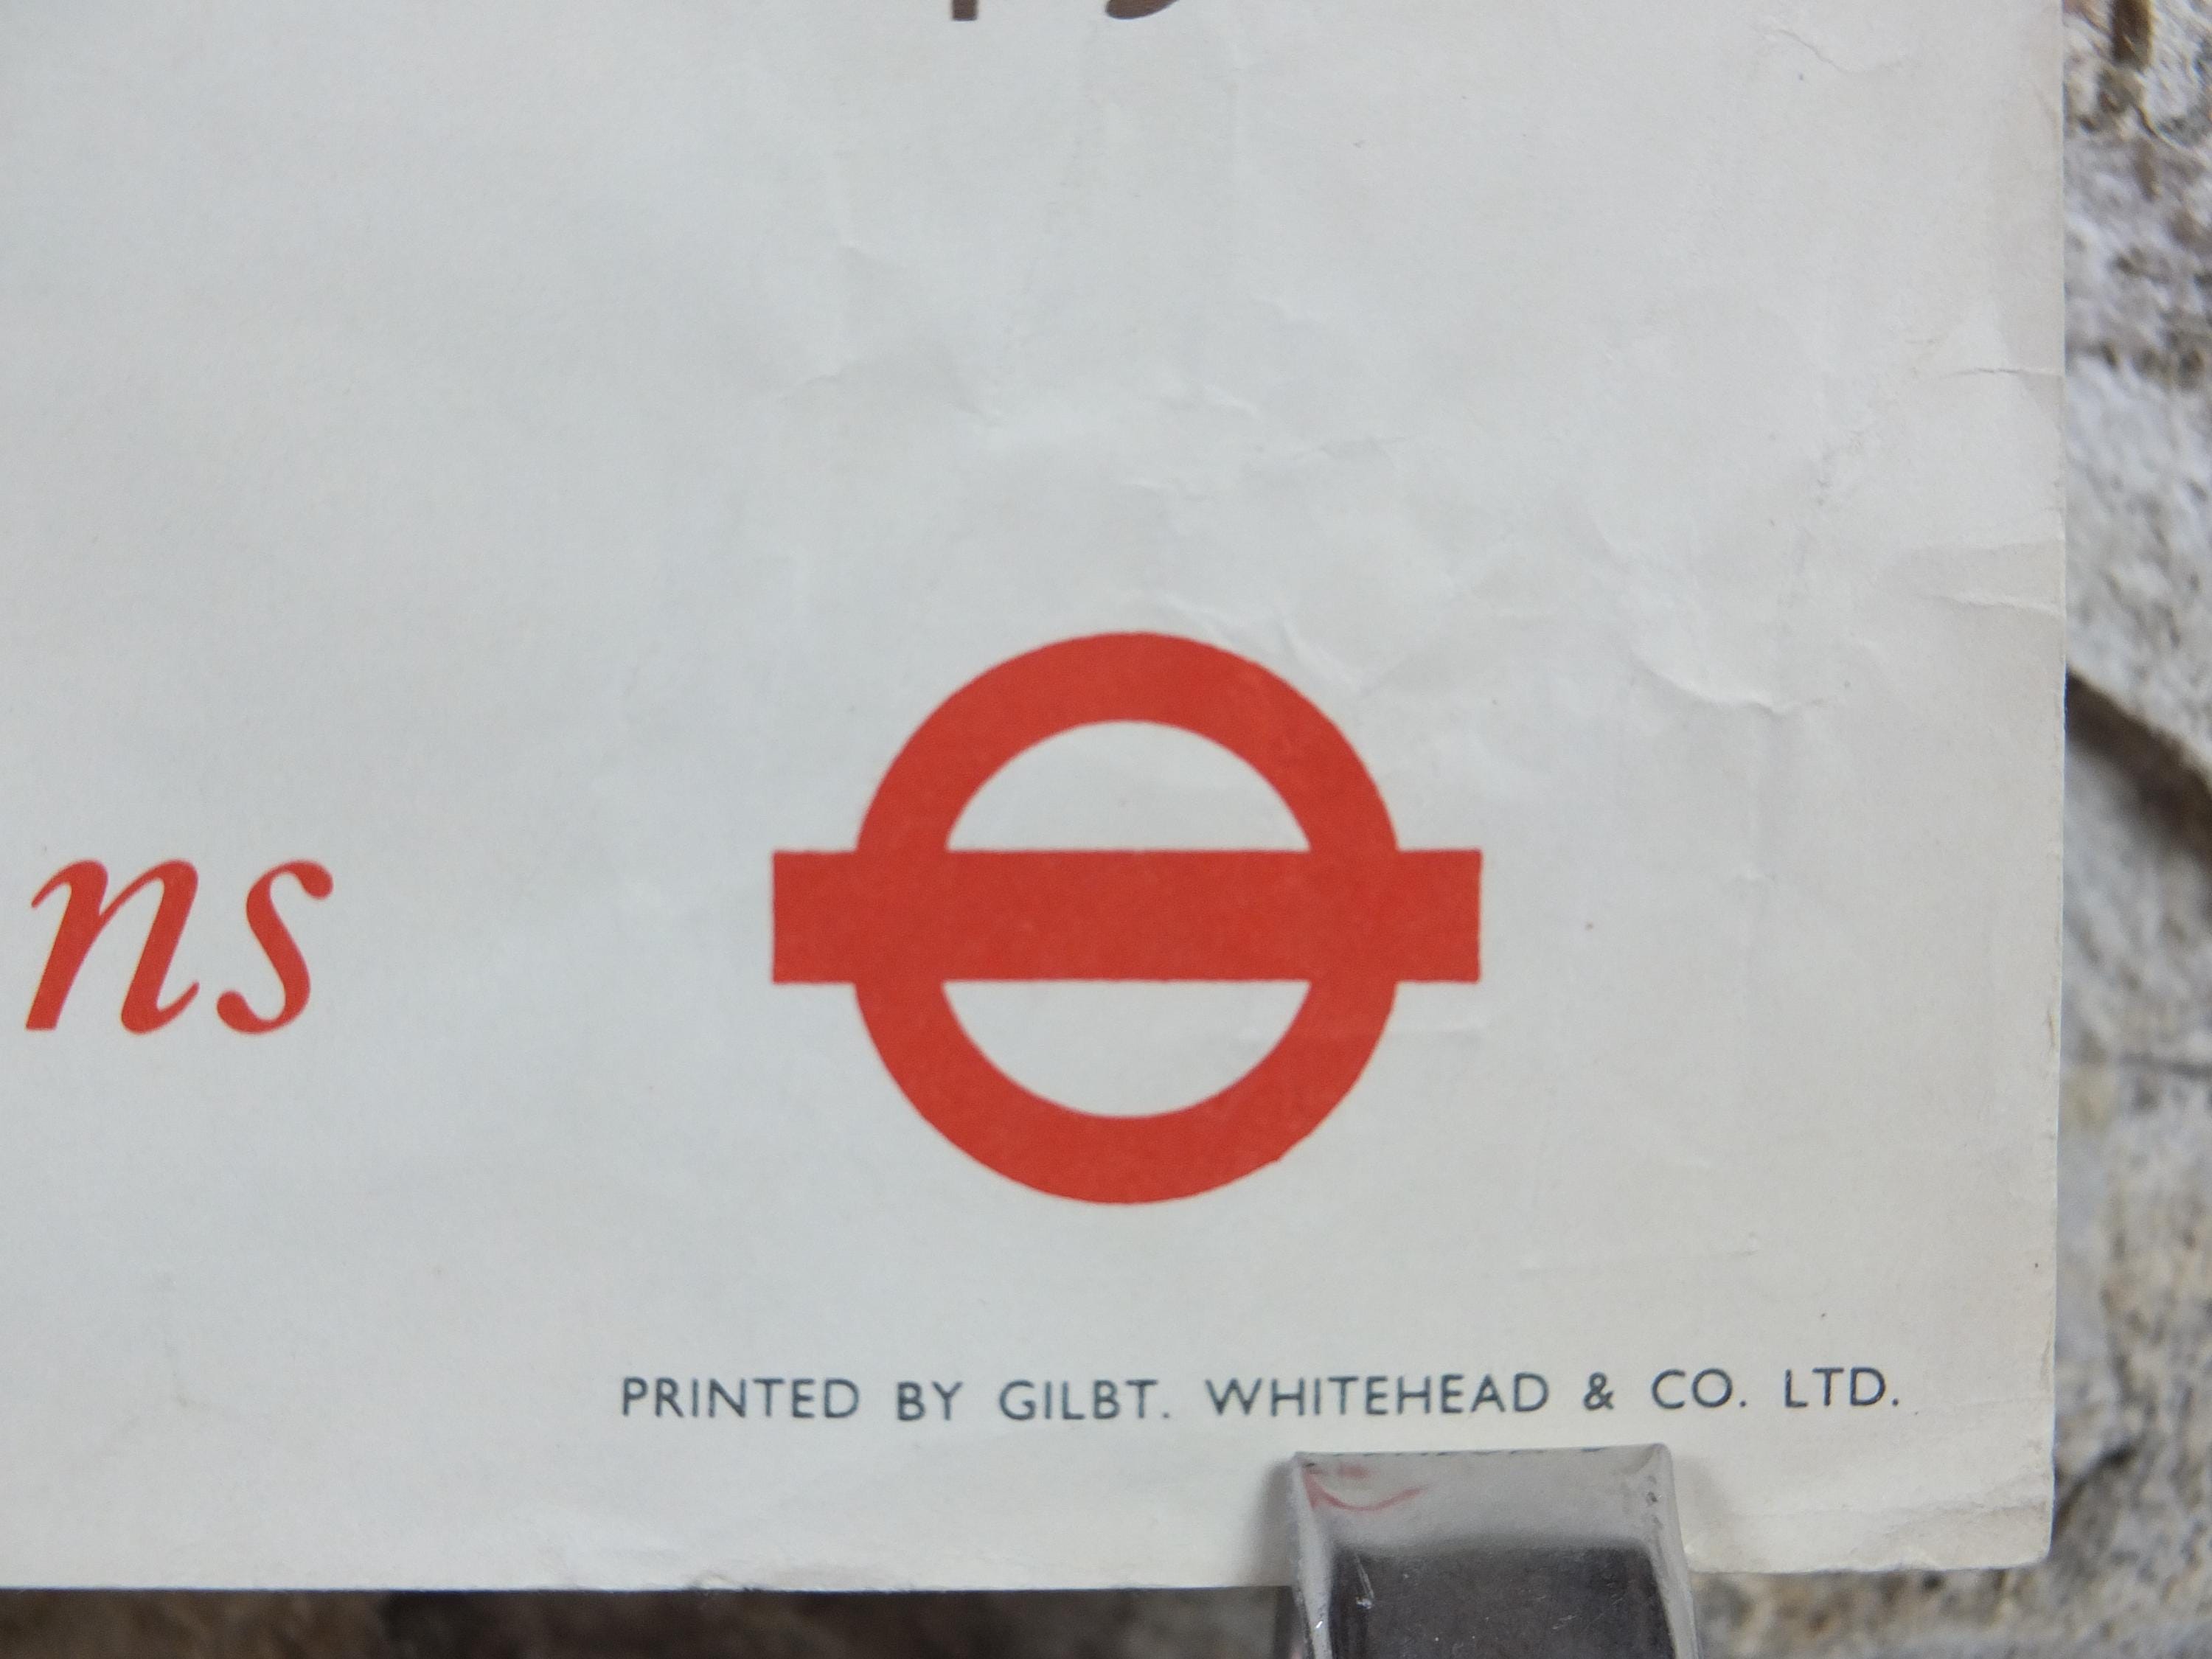 ns
PRINTED BY GILBT. WHITEHEAD & CO. LTD.